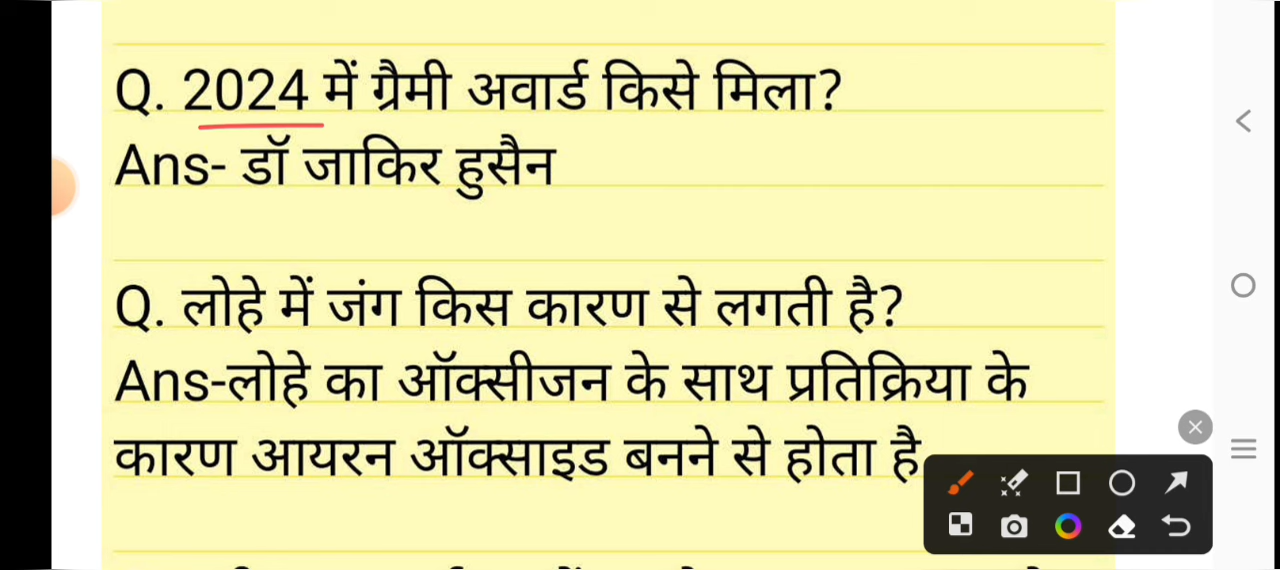 Q. 2024 में ग्रैमी अवार्ड किसे मिला?
Ans- डॉ जाकिर हुसैन
Q. लोहे में जंग किस कारण से लगती है?
Ans-लोहे का ऑक्सीजन के साथ प्रतिक्रिया के
कारण आयरन ऑक्साइड बनने से होता है